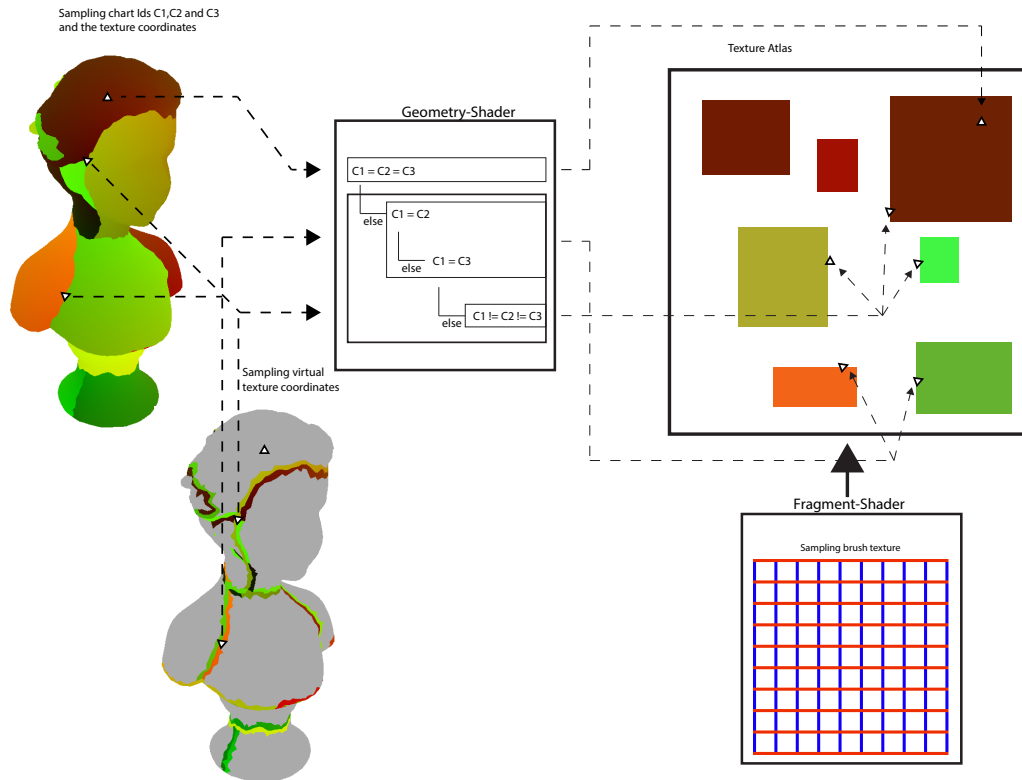 Sampling chart Ids C1,C2 and C3
and the texture coordinates
Texture Atlas
Geometry-Shader
C1 = C2 = C3
else
C1 = C2
else
C1 = C3
else
C1 != C2 != C3
Sampling virtual
texture coordinates
Fragment-Shader
Sampling brush texture